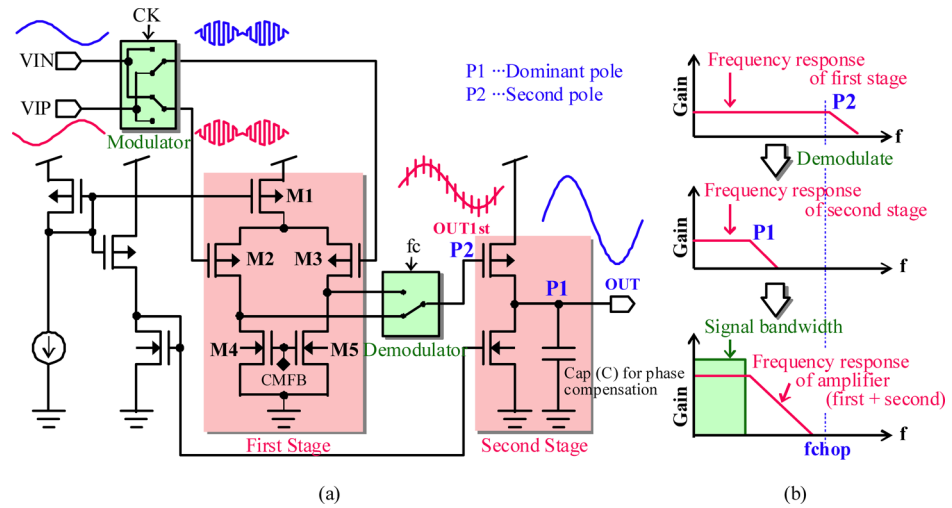 CK
VIN
VIP
Modulator
P1 ···Dominant pole
P2 ···Second pole
M1
M2
M3
M4
M5
CMFB
First Stage
OUT1st
fc
P2
Demodulator
P1
OUT
Cap (C) for phase
compensation
Second Stage
(a)
Gain
Frequency response
of first stage
P2
f
Demodulate
Gain
Frequency response
of second stage
P1
f
Signal bandwidth
Gain
Frequency response
of amplifier
(first + second)
f
fchop
(b)